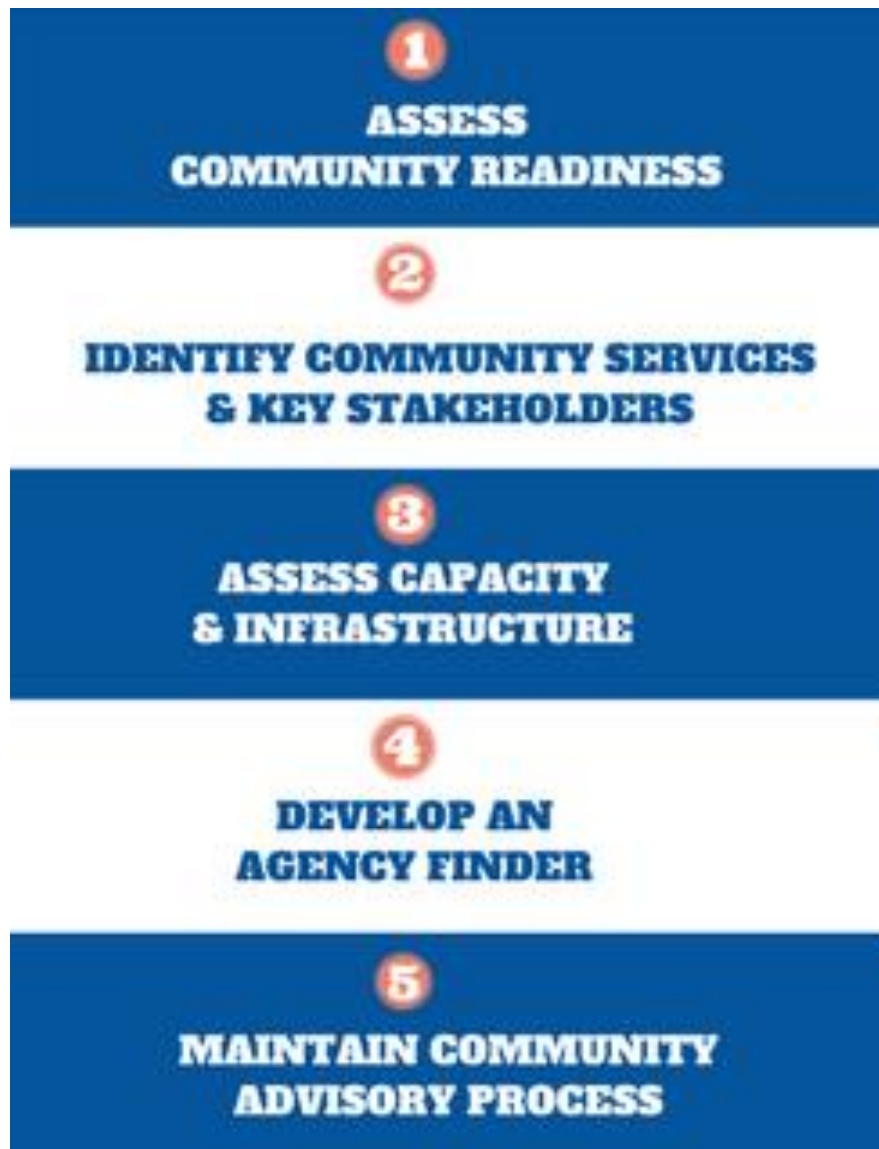 1
ASSESS
COMMUNITY READINESS
2
IDENTIFY COMMUNITY SERVICES
& KEY STAKEHOLDERS
3
ASSESS CAPACITY
& INFRASTRUCTURE
4
DEVELOP AN
AGENCY FINDER
5
MAINTAIN COMMUNITY
ADVISORY PROCESS